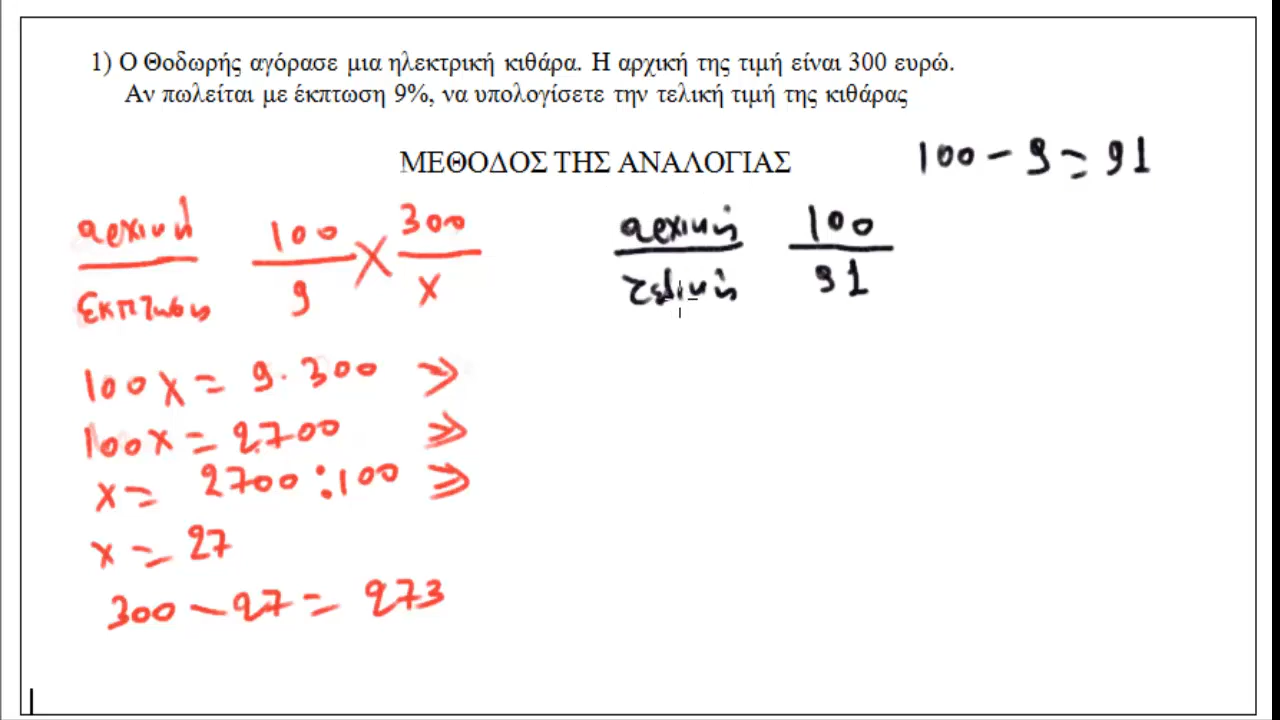 1) Ο Θοδωρής αγόρασε μια ηλεκτρική κιθάρα. Η αρχική της τιμή είναι 300 ευρώ.
Αν πωλείται με έκπτωση 9%, να υπολογίσετε την τελική τιμή της κιθάρας
ΜΕΘΟΔΟΣ ΤΗΣ ΑΝΑΛΟΓΙΑΣ
100 - 9 = 91
αρχική 100 300
έκπτωση 9 x
αρχική 100
τελική 91
100x = 9·300 =>
100x = 2.700 =>
x = 2700 : 100 =>
x = 27
300 - 27 = 273